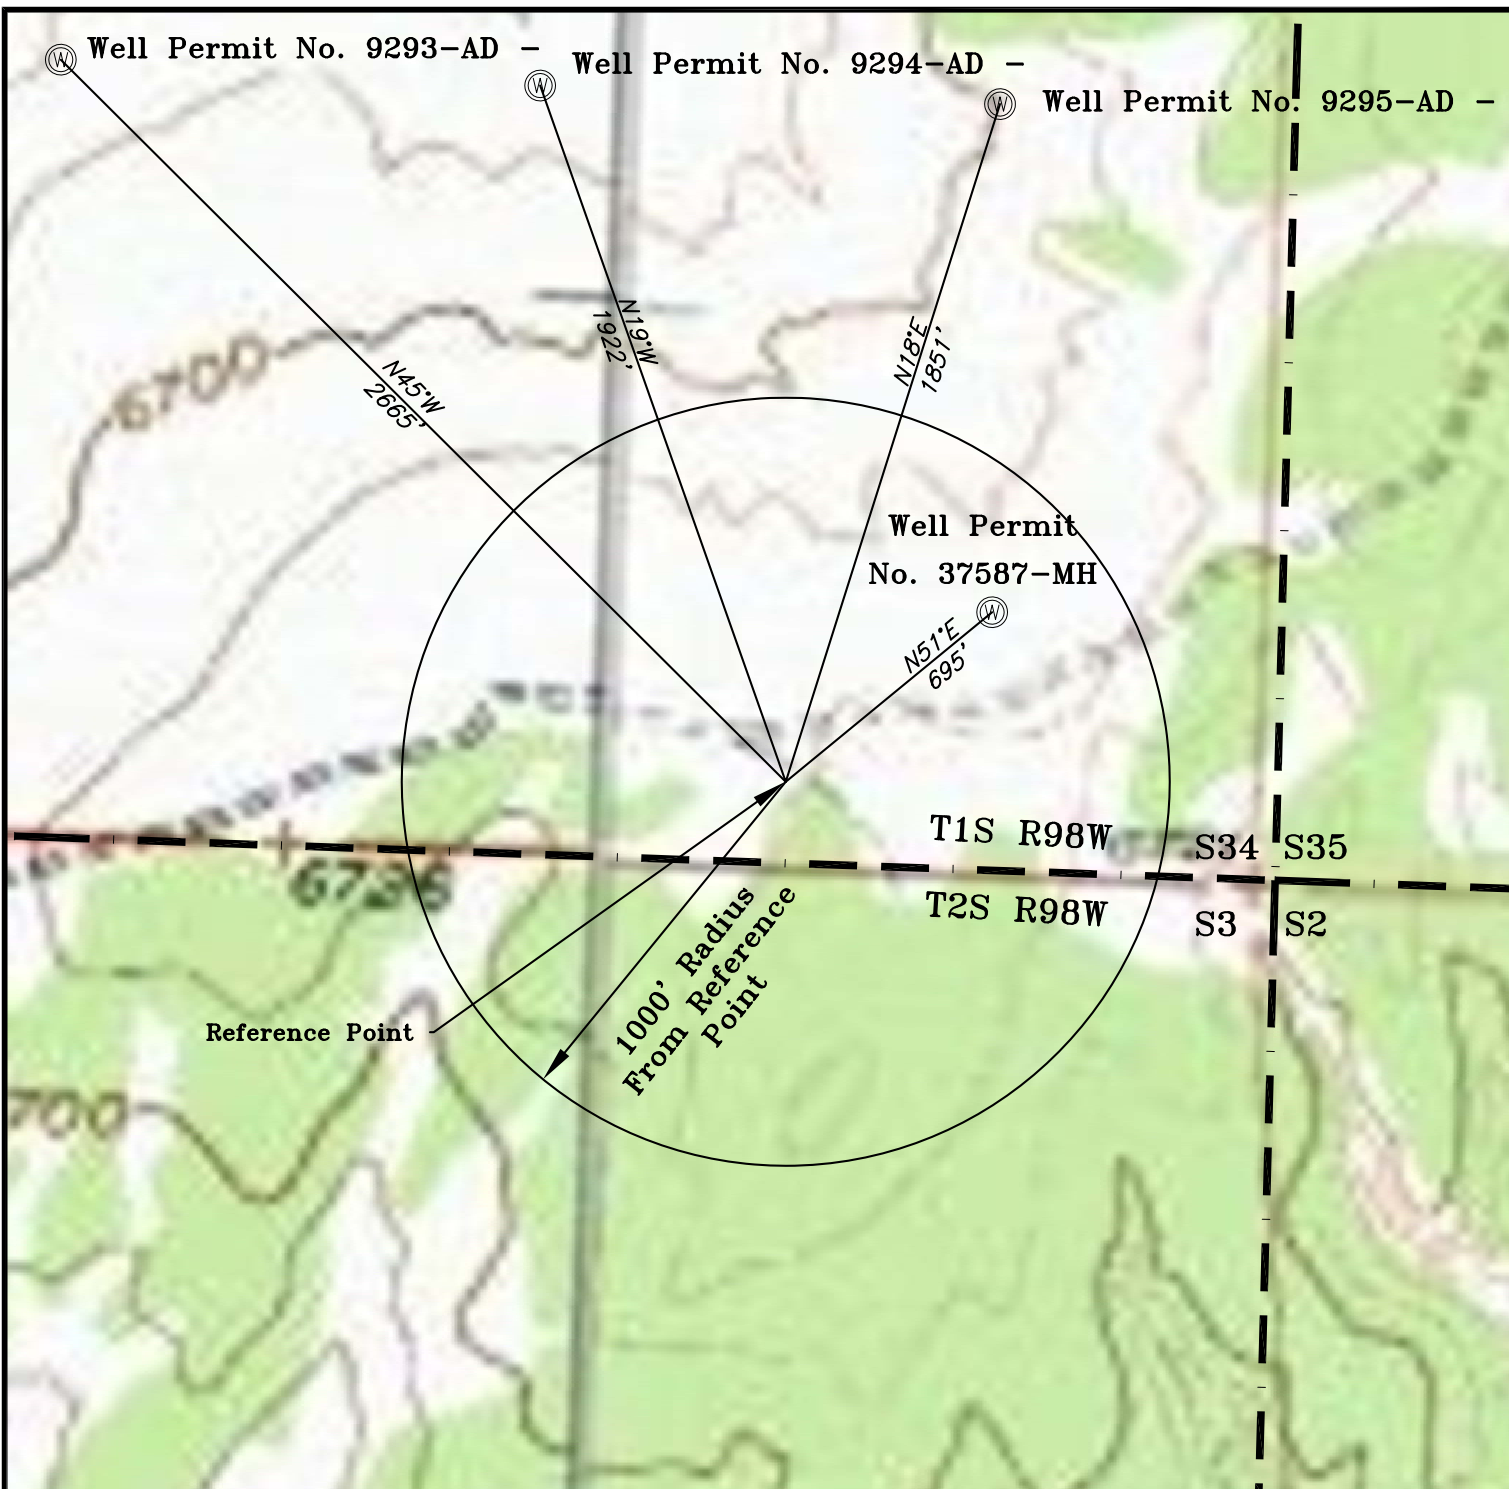 W Well Permit No. 9293-AD -
W Well Permit No. 9294-AD -
W Well Permit No. 9295-AD -
N19°W
1922'
N18°E
1851'
6700
N45°W
2665'
Well Permit
No. 37587-MH
W
N51°E
695'
T1S R98W
S34 S35
6726
T2S R98W
S3 S2
1000' Radius
From Reference
Point
Reference Point
700